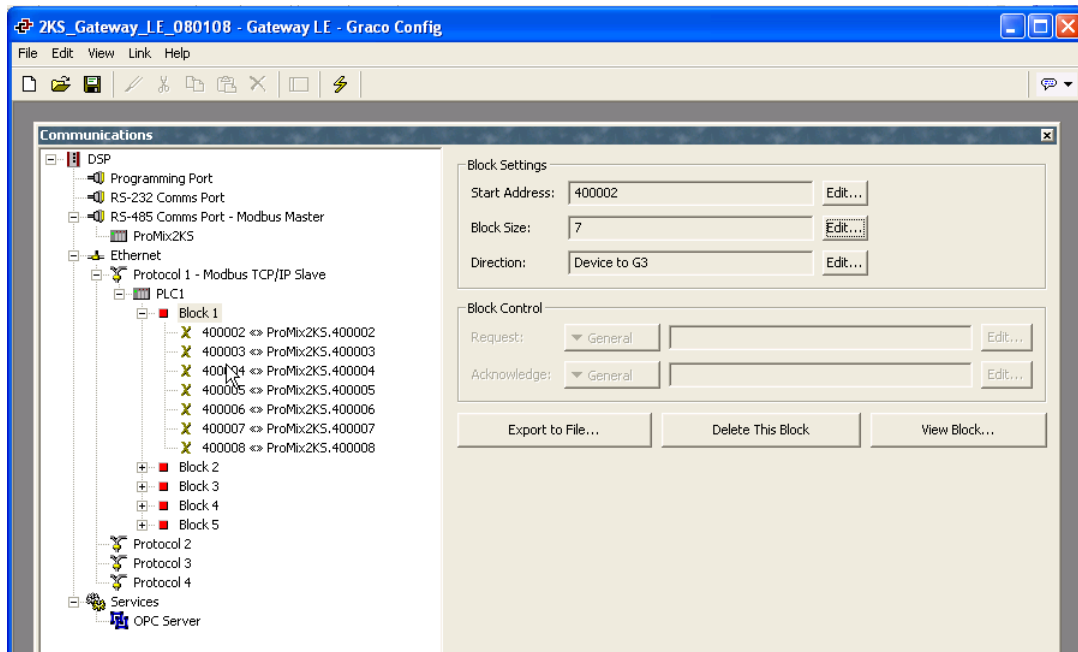 2KS_Gateway_LE_080108 - Gateway LE - Graco Config
File Edit View Link Help
Communications
DSP
Programming Port
RS-232 Comms Port
RS-485 Comms Port - Modbus Master
ProMix2KS
Ethernet
Protocol 1 - Modbus TCP/IP Slave
PLC1
Block 1
400002 «» ProMix2KS.400002
400003 «» ProMix2KS.400003
400004 «» ProMix2KS.400004
400005 «» ProMix2KS.400005
400006 «» ProMix2KS.400006
400007 «» ProMix2KS.400007
400008 «» ProMix2KS.400008
Block 2
Block 3
Block 4
Block 5
Protocol 2
Protocol 3
Protocol 4
Services
OPC Server
Block Settings
Start Address: 400002 Edit...
Block Size: 7 Edit...
Direction: Device to G3 Edit...
Block Control
Request: General Edit...
Acknowledge: General Edit...
Export to File... Delete This Block View Block...